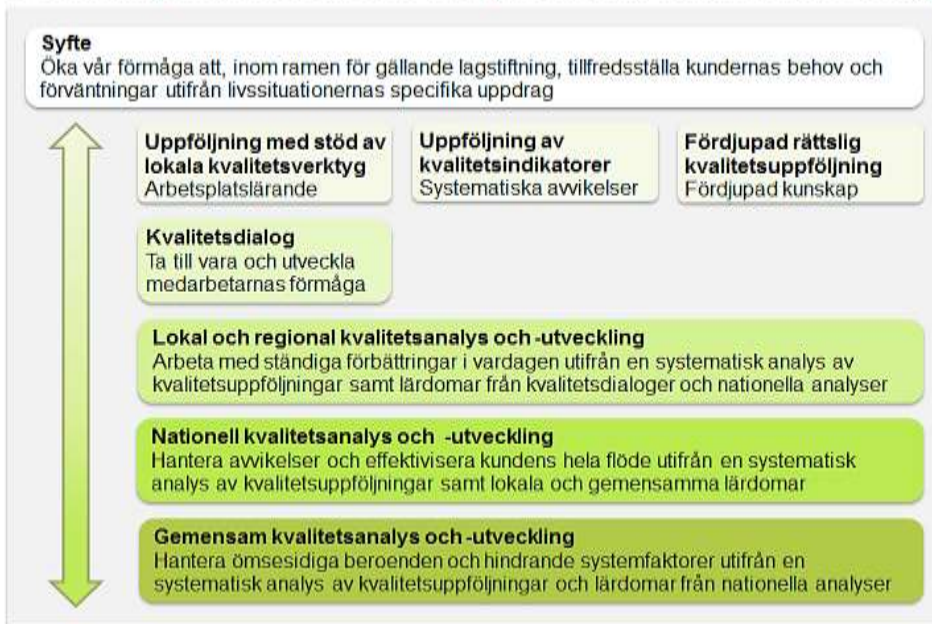 Syfte
Öka vår förmåga att, inom ramen för gällande lagstiftning, tillfredsställa kundernas behov och
förväntningar utifrån livssituationernas specifika uppdrag
Uppföljning med stöd av
lokala kvalitetsverktyg
Arbetsplatslärande
Uppföljning av
kvalitetsindikatorer
Systematiska avvikelser
Fördjupad rättslig
kvalitetsuppföljning
Fördjupad kunskap
Kvalitetsdialog
Ta till vara och utveckla
medarbetarnas förmåga
Lokal och regional kvalitetsanalys och -utveckling
Arbeta med ständiga förbättringar i vardagen utifrån en systematisk analys av
kvalitetsuppföljningar samt lärdomar från kvalitetsdialoger och nationella analyser
Nationell kvalitetsanalys och -utveckling
Hantera avvikelser och effektivisera kundens hela flöde utifrån en systematisk
analys av kvalitetsuppföljningar samt lokala och gemensamma lärdomar
Gemensam kvalitetsanalys och -utveckling
Hantera ömsesidiga beroenden och hindrande systemfaktorer utifrån en
systematisk analys av kvalitetsuppföljningar och lärdomar från nationella analyser